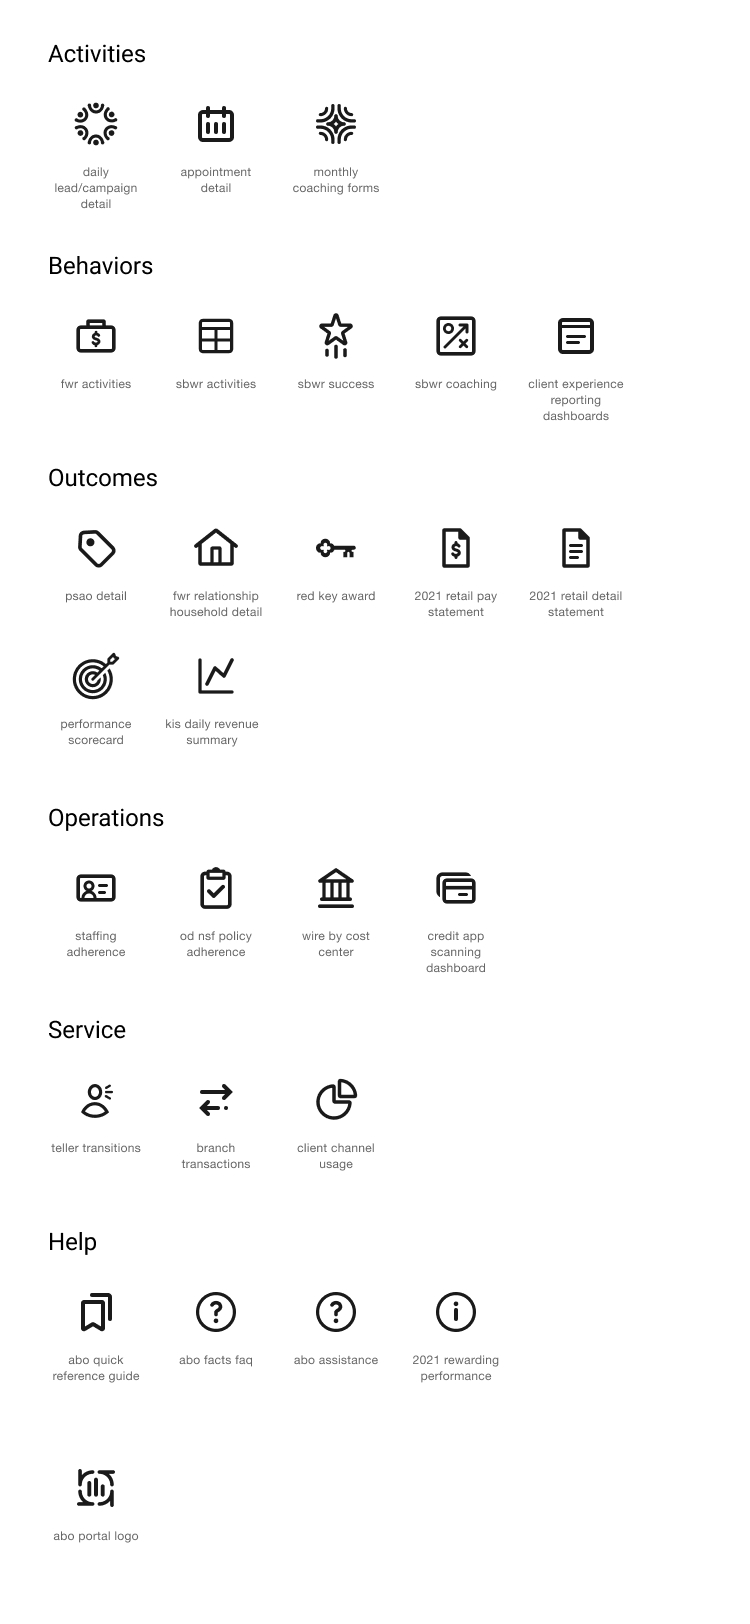 Activities
daily
lead/campaign
detail
appointment
detail
monthly
coaching forms
Behaviors
fwr activities
sbwr activities
sbwr success
sbwr coaching
client experience
reporting
dashboards
Outcomes
psao detail
fwr relationship
household detail
red key award
2021 retail pay
statement
2021 retail detail
statement
performance
scorecard
kis daily revenue
summary
Operations
staffing
adherence
od nsf policy
adherence
wire by cost
center
credit app
scanning
dashboard
Service
teller transitions
branch
transactions
client channel
usage
Help
abo quick
reference guide
abo facts faq
abo assistance
2021 rewarding
performance
abo portal logo